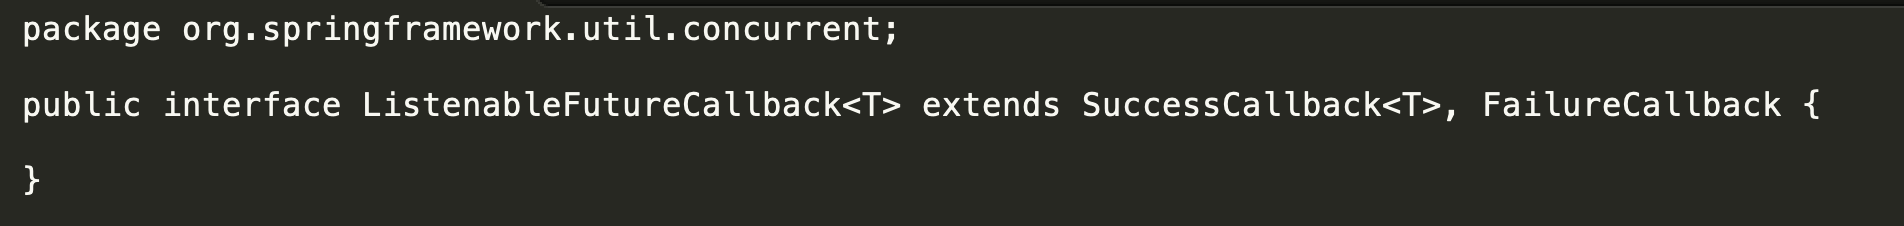 package org.springframework.util.concurrent;
public interface ListenableFutureCallback<T> extends SuccessCallback<T>, FailureCallback {
}